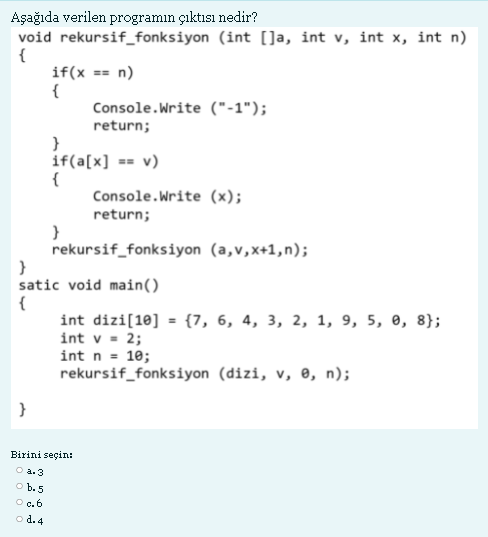 Aşağıda verilen programın çıktısı nedir?
void rekursif_fonksiyon (int []a, int v, int x, int n)
{
if(x == n)
{
Console.Write ("-1");
return;
}
if(a[x] == v)
{
Console.Write (x);
return;
}
rekursif_fonksiyon (a,v,x+1,n);
}
satic void main()
{
int dizi[10] = {7, 6, 4, 3, 2, 1, 9, 5, 0, 8};
int v = 2;
int n = 10;
rekursif_fonksiyon (dizi, v, 0, n);
}
Birini seçin:
a. 3
b. 5
c. 6
d. 4